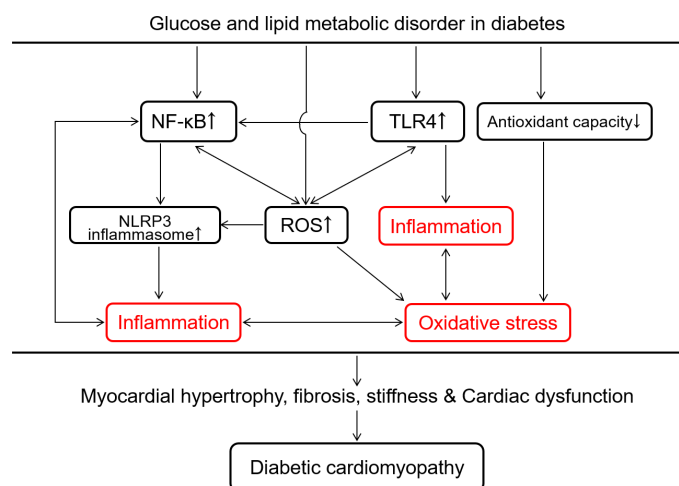 Glucose and lipid metabolic disorder in diabetes
NF-κB↑
TLR4↑
Antioxidant capacity↓
NLRP3
inflammasome↑
ROS↑
Inflammation
Inflammation
Oxidative stress
Myocardial hypertrophy, fibrosis, stiffness & Cardiac dysfunction
Diabetic cardiomyopathy